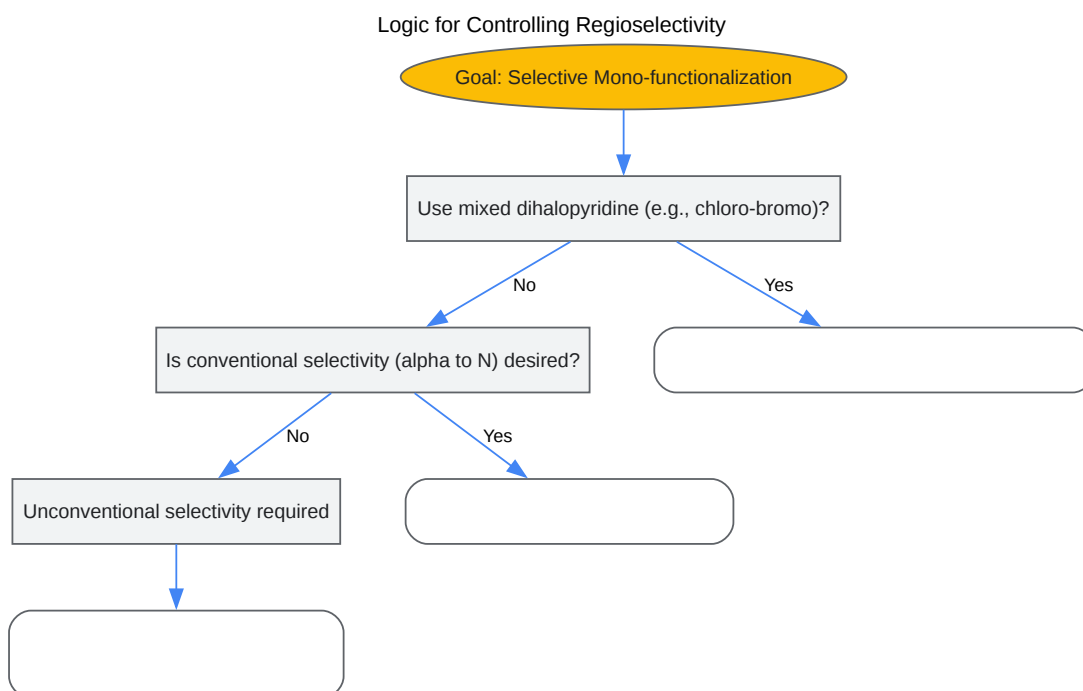 Logic for Controlling Regioselectivity
Goal: Selective Mono-functionalization
Use mixed dihalopyridine (e.g., chloro-bromo)?
No
Yes
Is conventional selectivity (alpha to N) desired?
No
Yes
Unconventional selectivity required